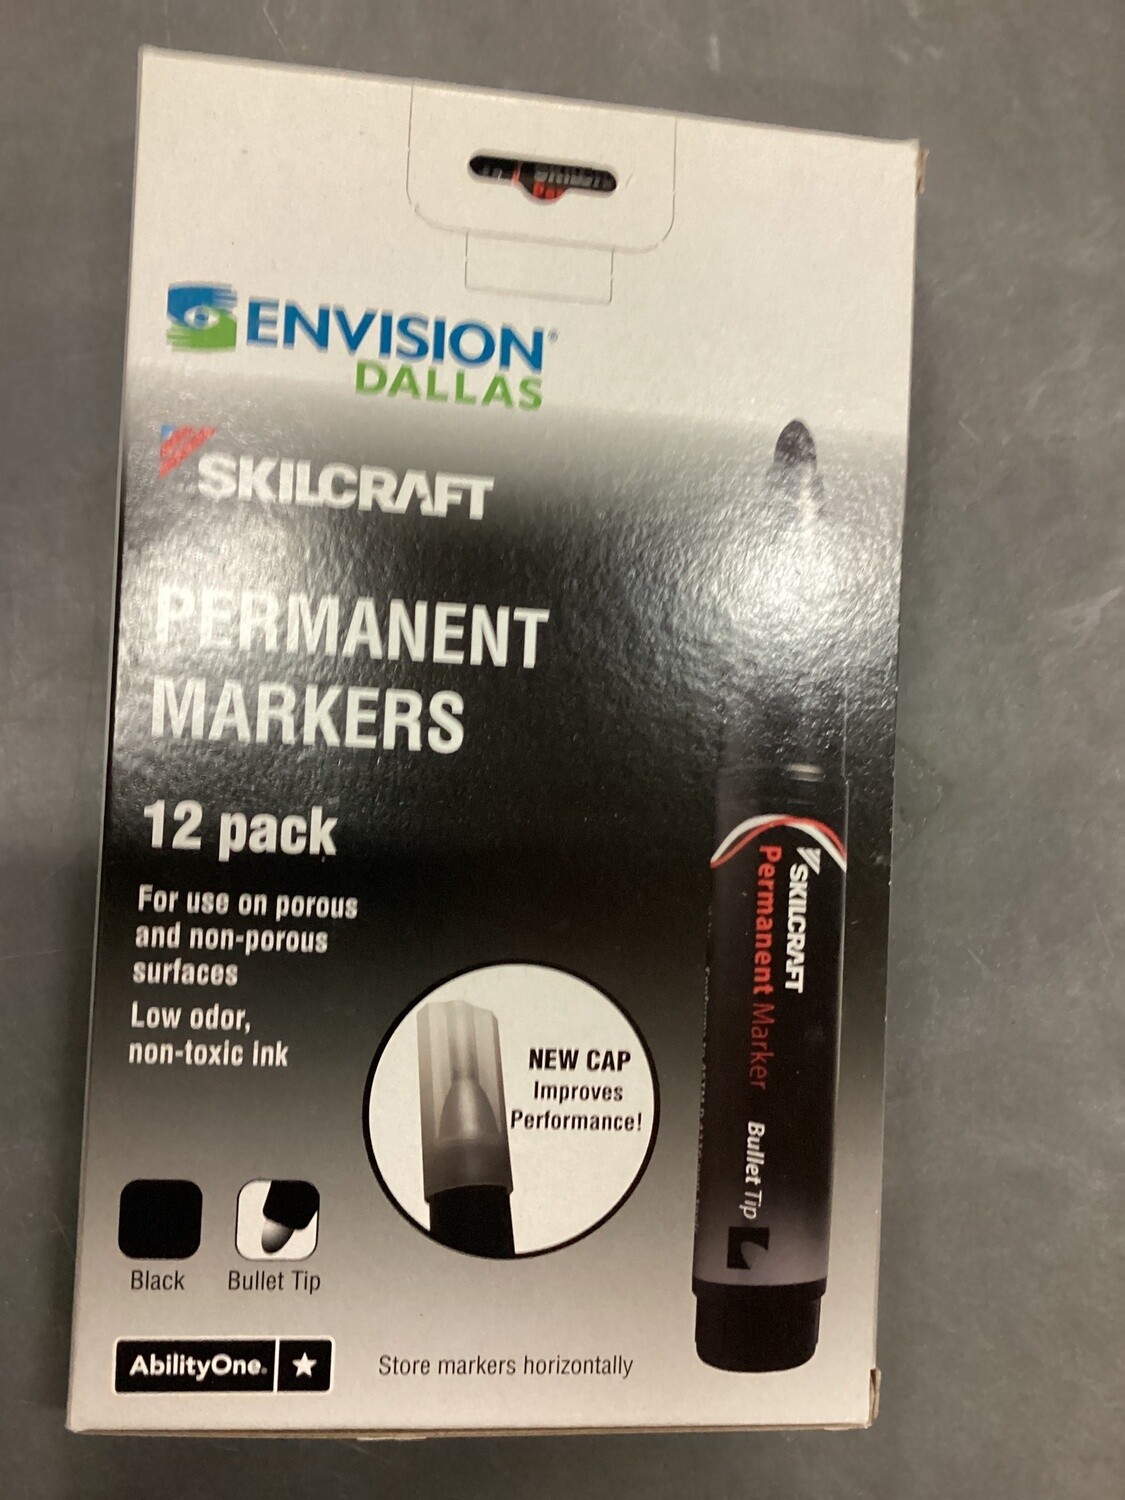 ENVISION®
DALLAS
SKILCRAFT
PERMANENT
MARKERS
12 pack
For use on porous
and non-porous
surfaces
Low odor,
non-toxic ink
NEW CAP
Improves
Performance!
SKILCRAFT
Permanent Marker
Bullet Tip
Black
Bullet Tip
AbilityOne®
Store markers horizontally